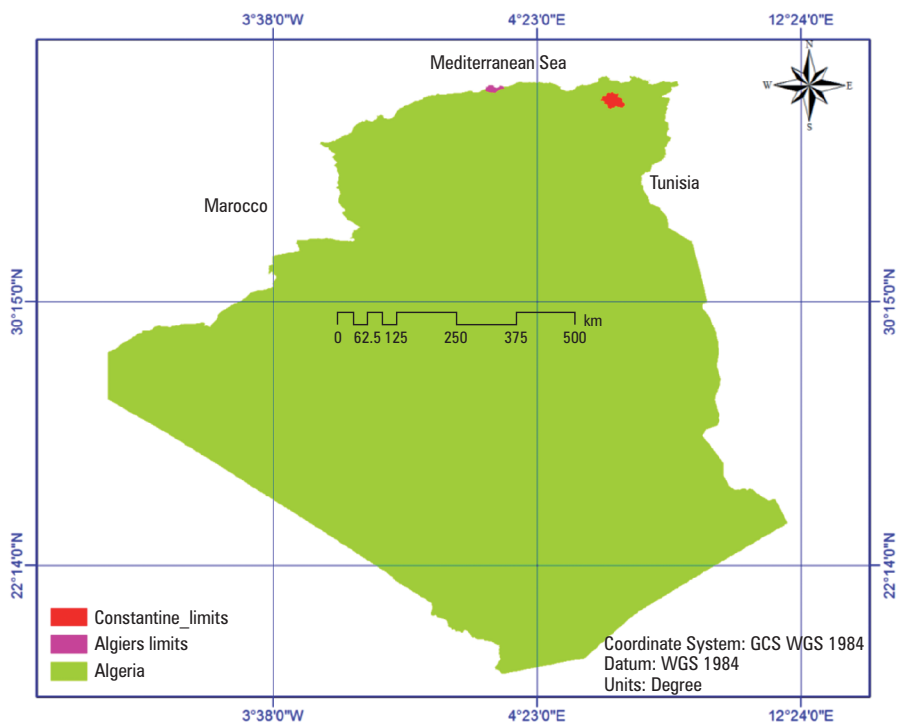 3°38'0"W
4°23'0"E
12°24'0"E
Mediterranean Sea
N
W
E
S
Tunisia
Marocco
30°15'0"N
30°15'0"N
km
0 62.5 125 250 375 500
22°14'0"N
22°14'0"N
Constantine_limits
Algiers limits
Algeria
Coordinate System: GCS WGS 1984
Datum: WGS 1984
Units: Degree
3°38'0"W
4°23'0"E
12°24'0"E